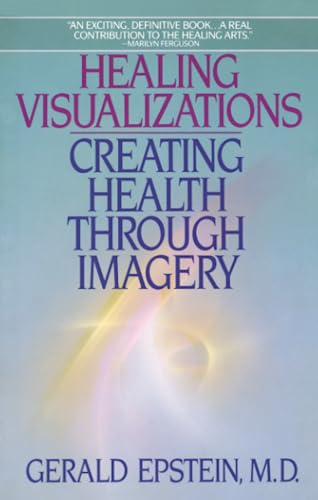 "AN EXCITING, DEFINITIVE BOOK...A REAL
CONTRIBUTION TO THE HEALING ARTS."
—MARILYN FERGUSON
HEALING
VISUALIZATIONS
CREATING
HEALTH
THROUGH
IMAGERY
GERALD EPSTEIN, M.D.